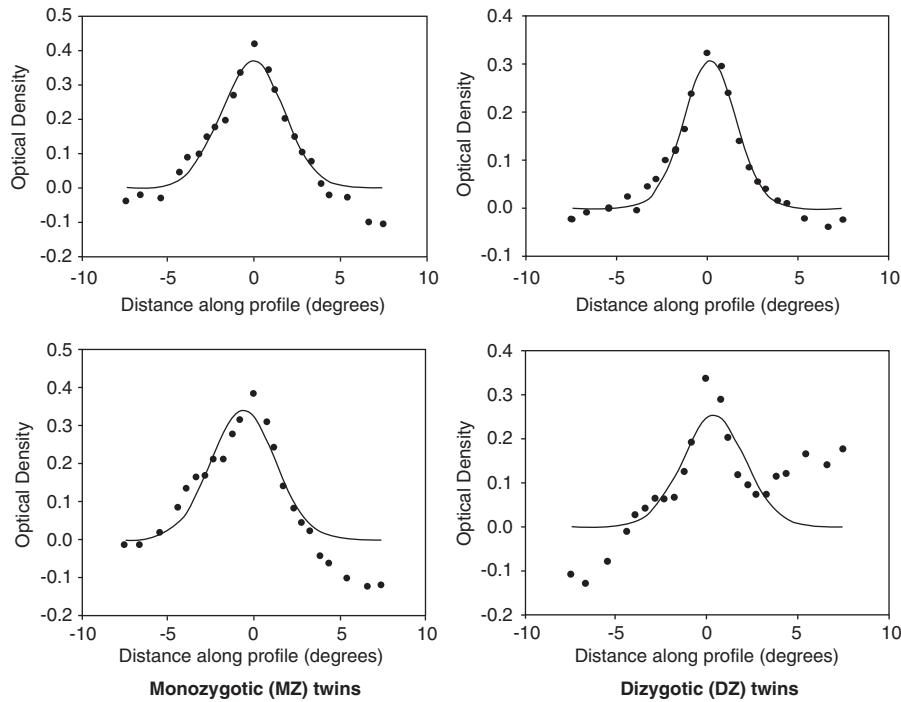 0.5
0.4
0.3
0.2
0.1
0.0
-0.1
-0.2
Optical Density
-10 -5 0 5 10
Distance along profile (degrees)
0.4
0.3
0.2
0.1
0.0
-0.1
Optical Density
-10 -5 0 5 10
Distance along profile (degrees)
0.5
0.4
0.3
0.2
0.1
0.0
-0.1
-0.2
Optical Density
-10 -5 0 5 10
Distance along profile (degrees)
Monozygotic (MZ) twins
0.4
0.3
0.2
0.1
0.0
-0.1
-0.2
Optical Density
-10 -5 0 5 10
Distance along profile (degrees)
Dizygotic (DZ) twins